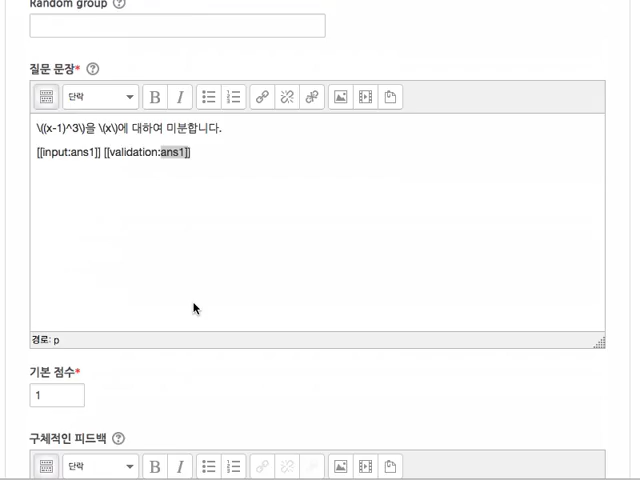 Random group
질문 문장*
단락
B I
\((x-1)^3\)을 \(x\)에 대하여 미분합니다.
[[input:ans1]] [[validation:ans1]]
경로: p
기본 점수*
1
구체적인 피드백
단락
B I